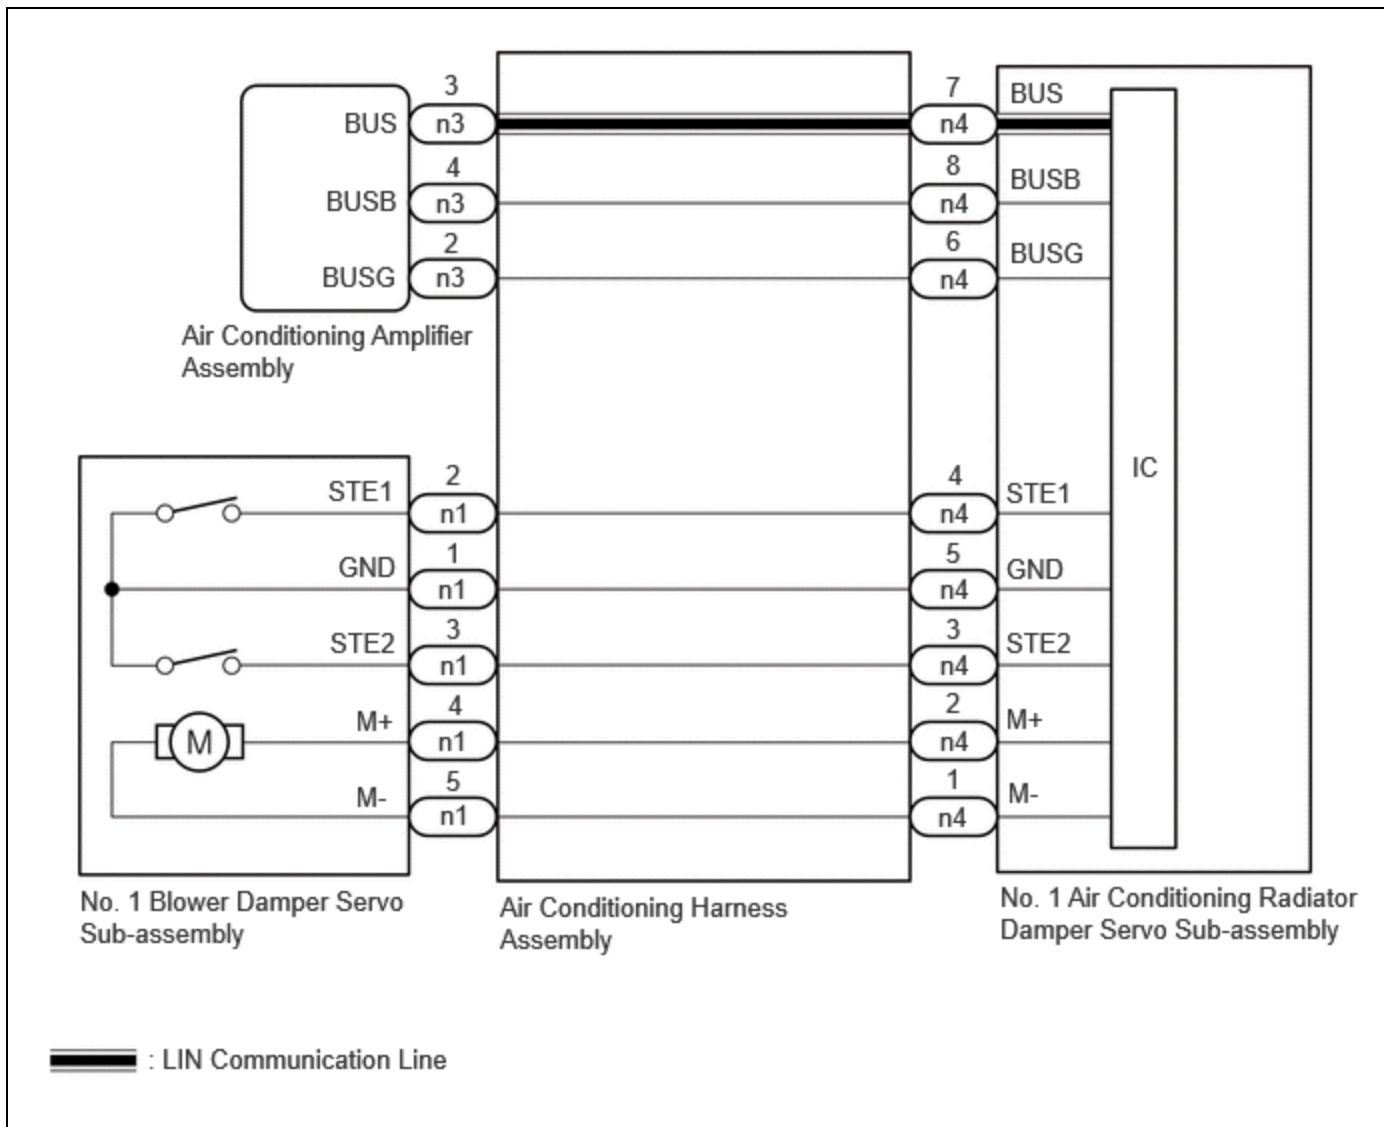 3
7
BUS
BUS
n3
n4
4
8
BUSB
BUSB
n3
n4
2
6
BUSG
BUSG
n3
n4
Air Conditioning Amplifier
Assembly
IC
2
4
STE1
STE1
n1
n4
1
5
GND
GND
n1
n4
3
3
STE2
STE2
n1
n4
4
2
M
M+
M+
n1
n4
5
1
M-
M-
n1
n4
No. 1 Blower Damper Servo
Sub-assembly
Air Conditioning Harness
Assembly
No. 1 Air Conditioning Radiator
Damper Servo Sub-assembly
: LIN Communication Line